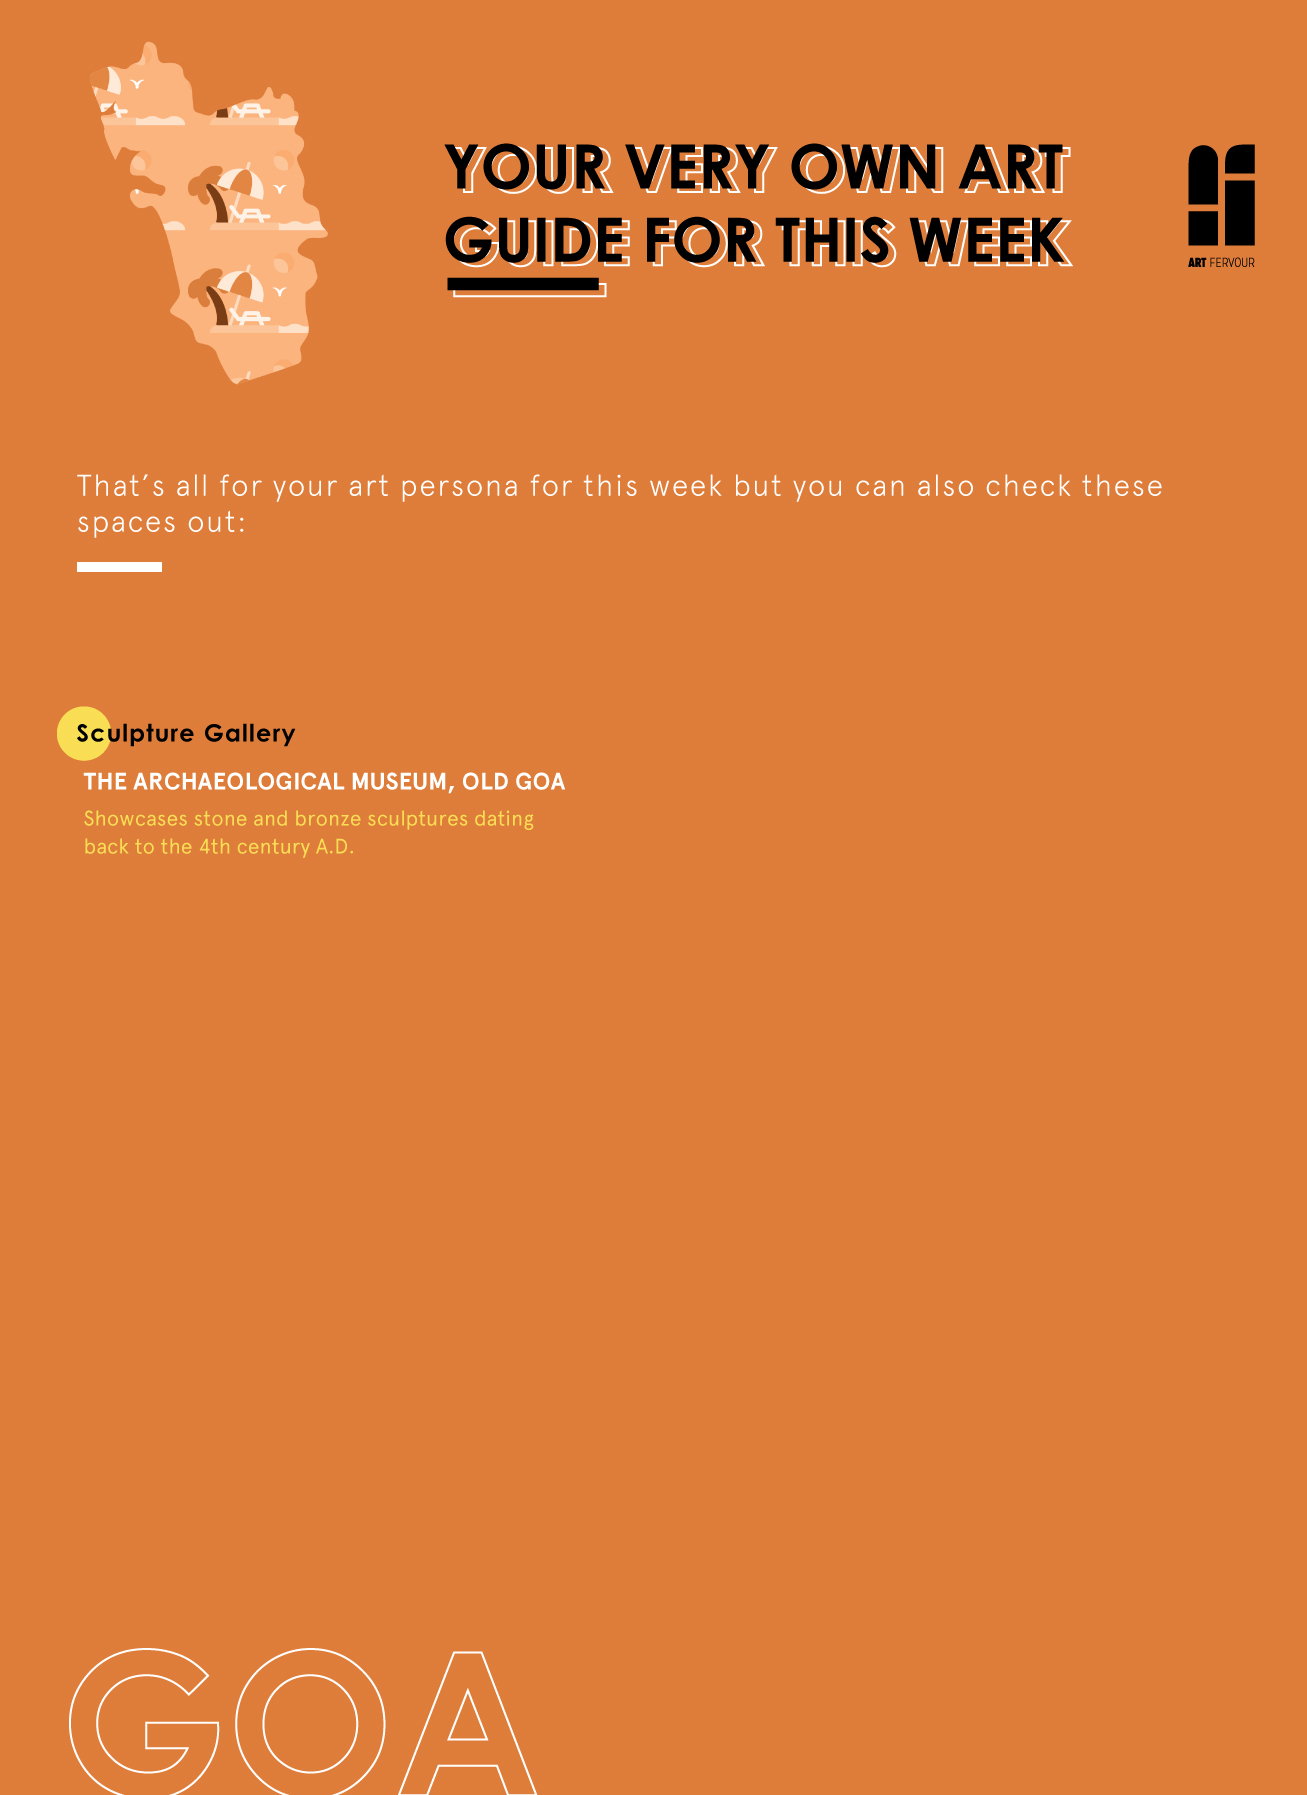 YOUR VERY OWN ART
GUIDE FOR THIS WEEK
ART FERVOUR
That´s all for your art persona for this week but you can also check these
spaces out:
Sculpture Gallery
THE ARCHAEOLOGICAL MUSEUM, OLD GOA
Showcases stone and bronze sculptures dating
back to the 4th century A.D.
GOA